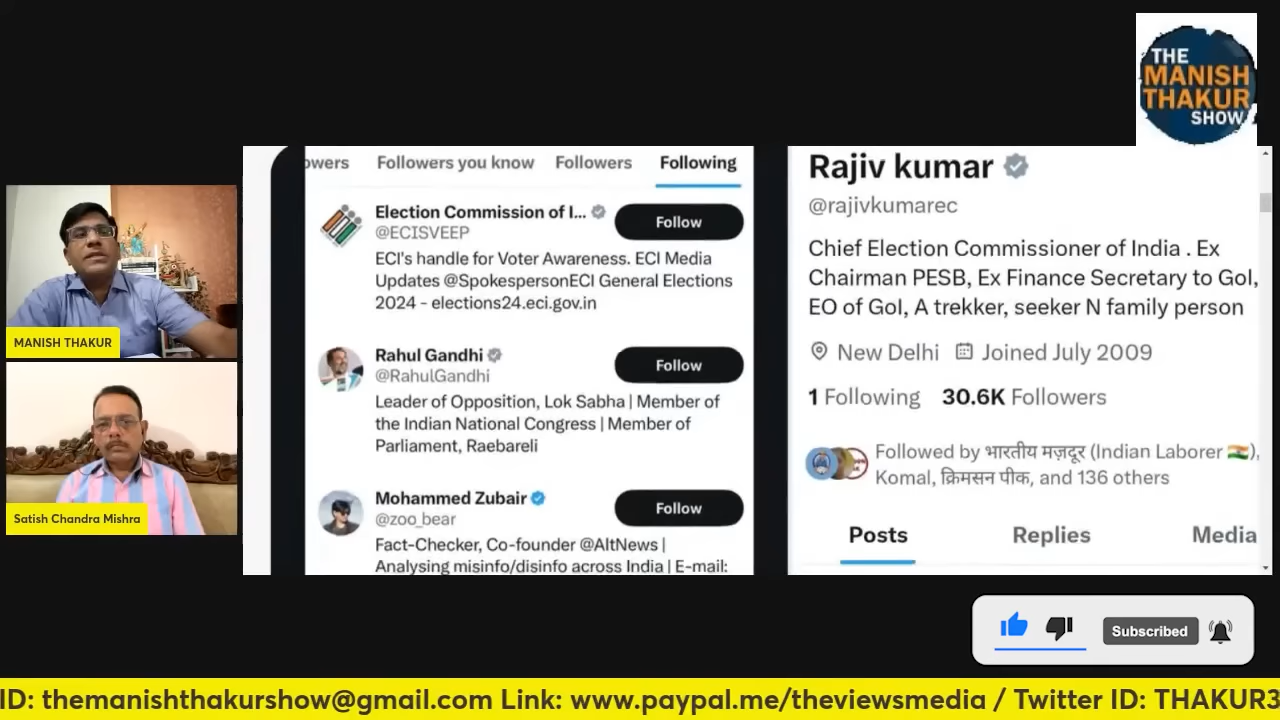 THE
MANISH
THAKUR
SHOW
MANISH THAKUR
Satish Chandra Mishra
owers Followers you know Followers Following
Election Commission of I...
Follow
@ECISVEEP
ECI's handle for Voter Awareness. ECI Media
Updates @SpokespersonECI General Elections
2024 - elections24.eci.gov.in
Rahul Gandhi
Follow
@RahulGandhi
Leader of Opposition, Lok Sabha | Member of
the Indian National Congress | Member of
Parliament, Raebareli
Mohammed Zubair
Follow
@zoo_bear
Fact-Checker, Co-founder @AltNews |
Analysing misinfo/disinfo across India | E-mail:
Rajiv kumar
@rajivkumarec
Chief Election Commissioner of India . Ex
Chairman PESB, Ex Finance Secretary to GoI,
EO of GoI, A trekker, seeker N family person
New Delhi Joined July 2009
1 Following 30.6K Followers
Followed by भारतीय मज़दूर (Indian Laborer 🇮🇳),
Komal, क्रिमसन पीक, and 136 others
Posts Replies Media
Subscribed
ID: themanishthakurshow@gmail.com Link: www.paypal.me/theviewsmedia / Twitter ID: THAKUR3